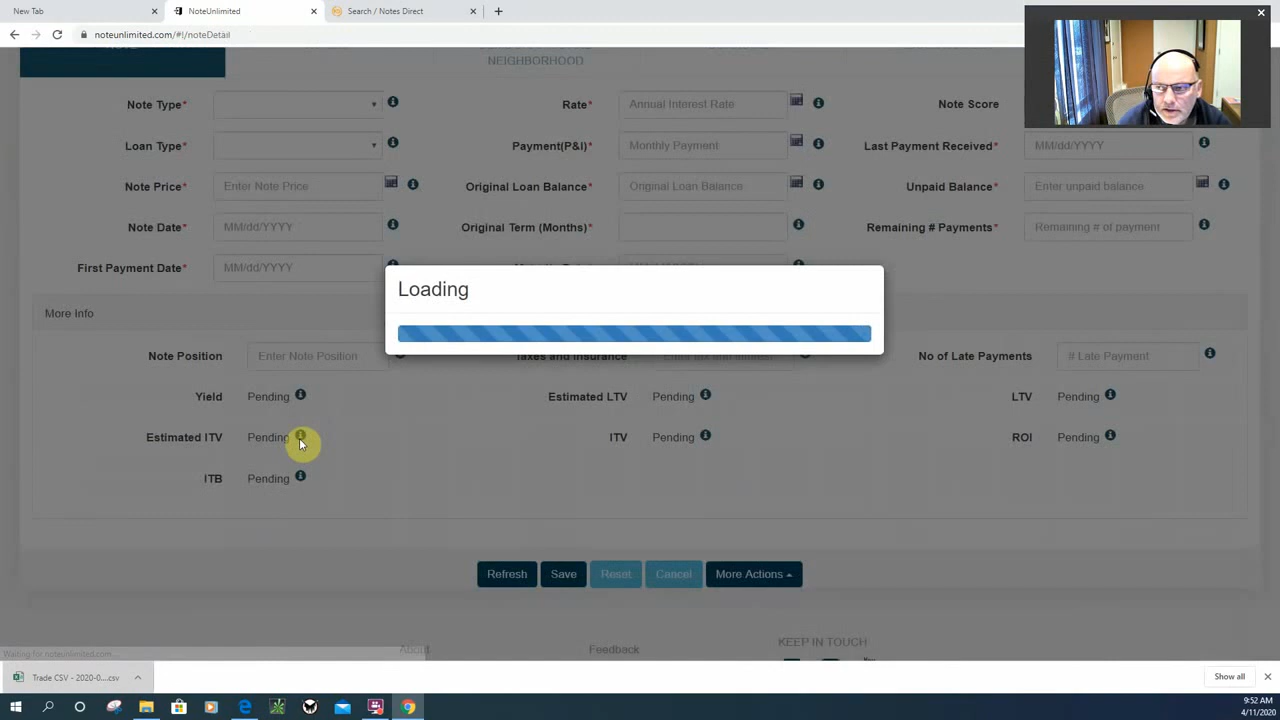 New Tab
NoteUnlimited
Search / Notes Direct
noteunlimited.com/#!/noteDetail
NEIGHBORHOOD
Note Type*
Rate*
Annual Interest Rate
Note Score
Loan Type*
Payment(P&I)*
Monthly Payment
Last Payment Received*
MM/dd/YYYY
Note Price*
Enter Note Price
Original Loan Balance*
Original Loan Balance
Unpaid Balance*
Enter unpaid balance
Note Date*
MM/dd/YYYY
Original Term (Months)*
Remaining # Payments*
Remaining # of payment
First Payment Date*
MM/dd/YYYY
Loading
More Info
Note Position
Enter Note Position
Taxes and Insurance
No of Late Payments
# Late Payment
Yield
Pending
Estimated LTV
Pending
LTV
Pending
Estimated ITV
Pending
ITV
Pending
ROI
Pending
ITB
Pending
Refresh
Save
Reset
Cancel
More Actions
About
Feedback
KEEP IN TOUCH
Waiting for noteunlimited.com...
Trade CSV - 2020-0....csv
Show all
9:52 AM
4/11/2020